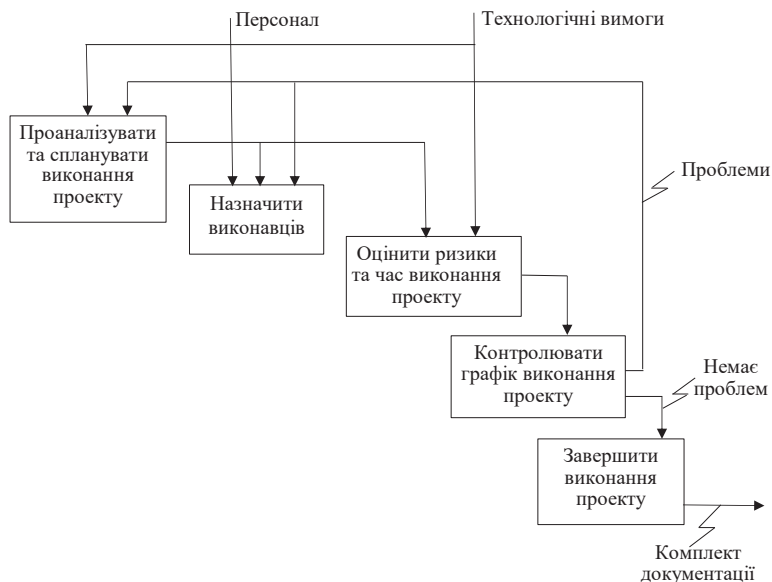 Персонал
Технологічні вимоги
Проаналізувати
та спланувати
виконання
проекту
Проблеми
Назначити
виконавців
Оцінити ризики
та час виконання
проекту
Контролювати
графік виконання
проекту
Немає
проблем
Завершити
виконання
проекту
Комплект
документації